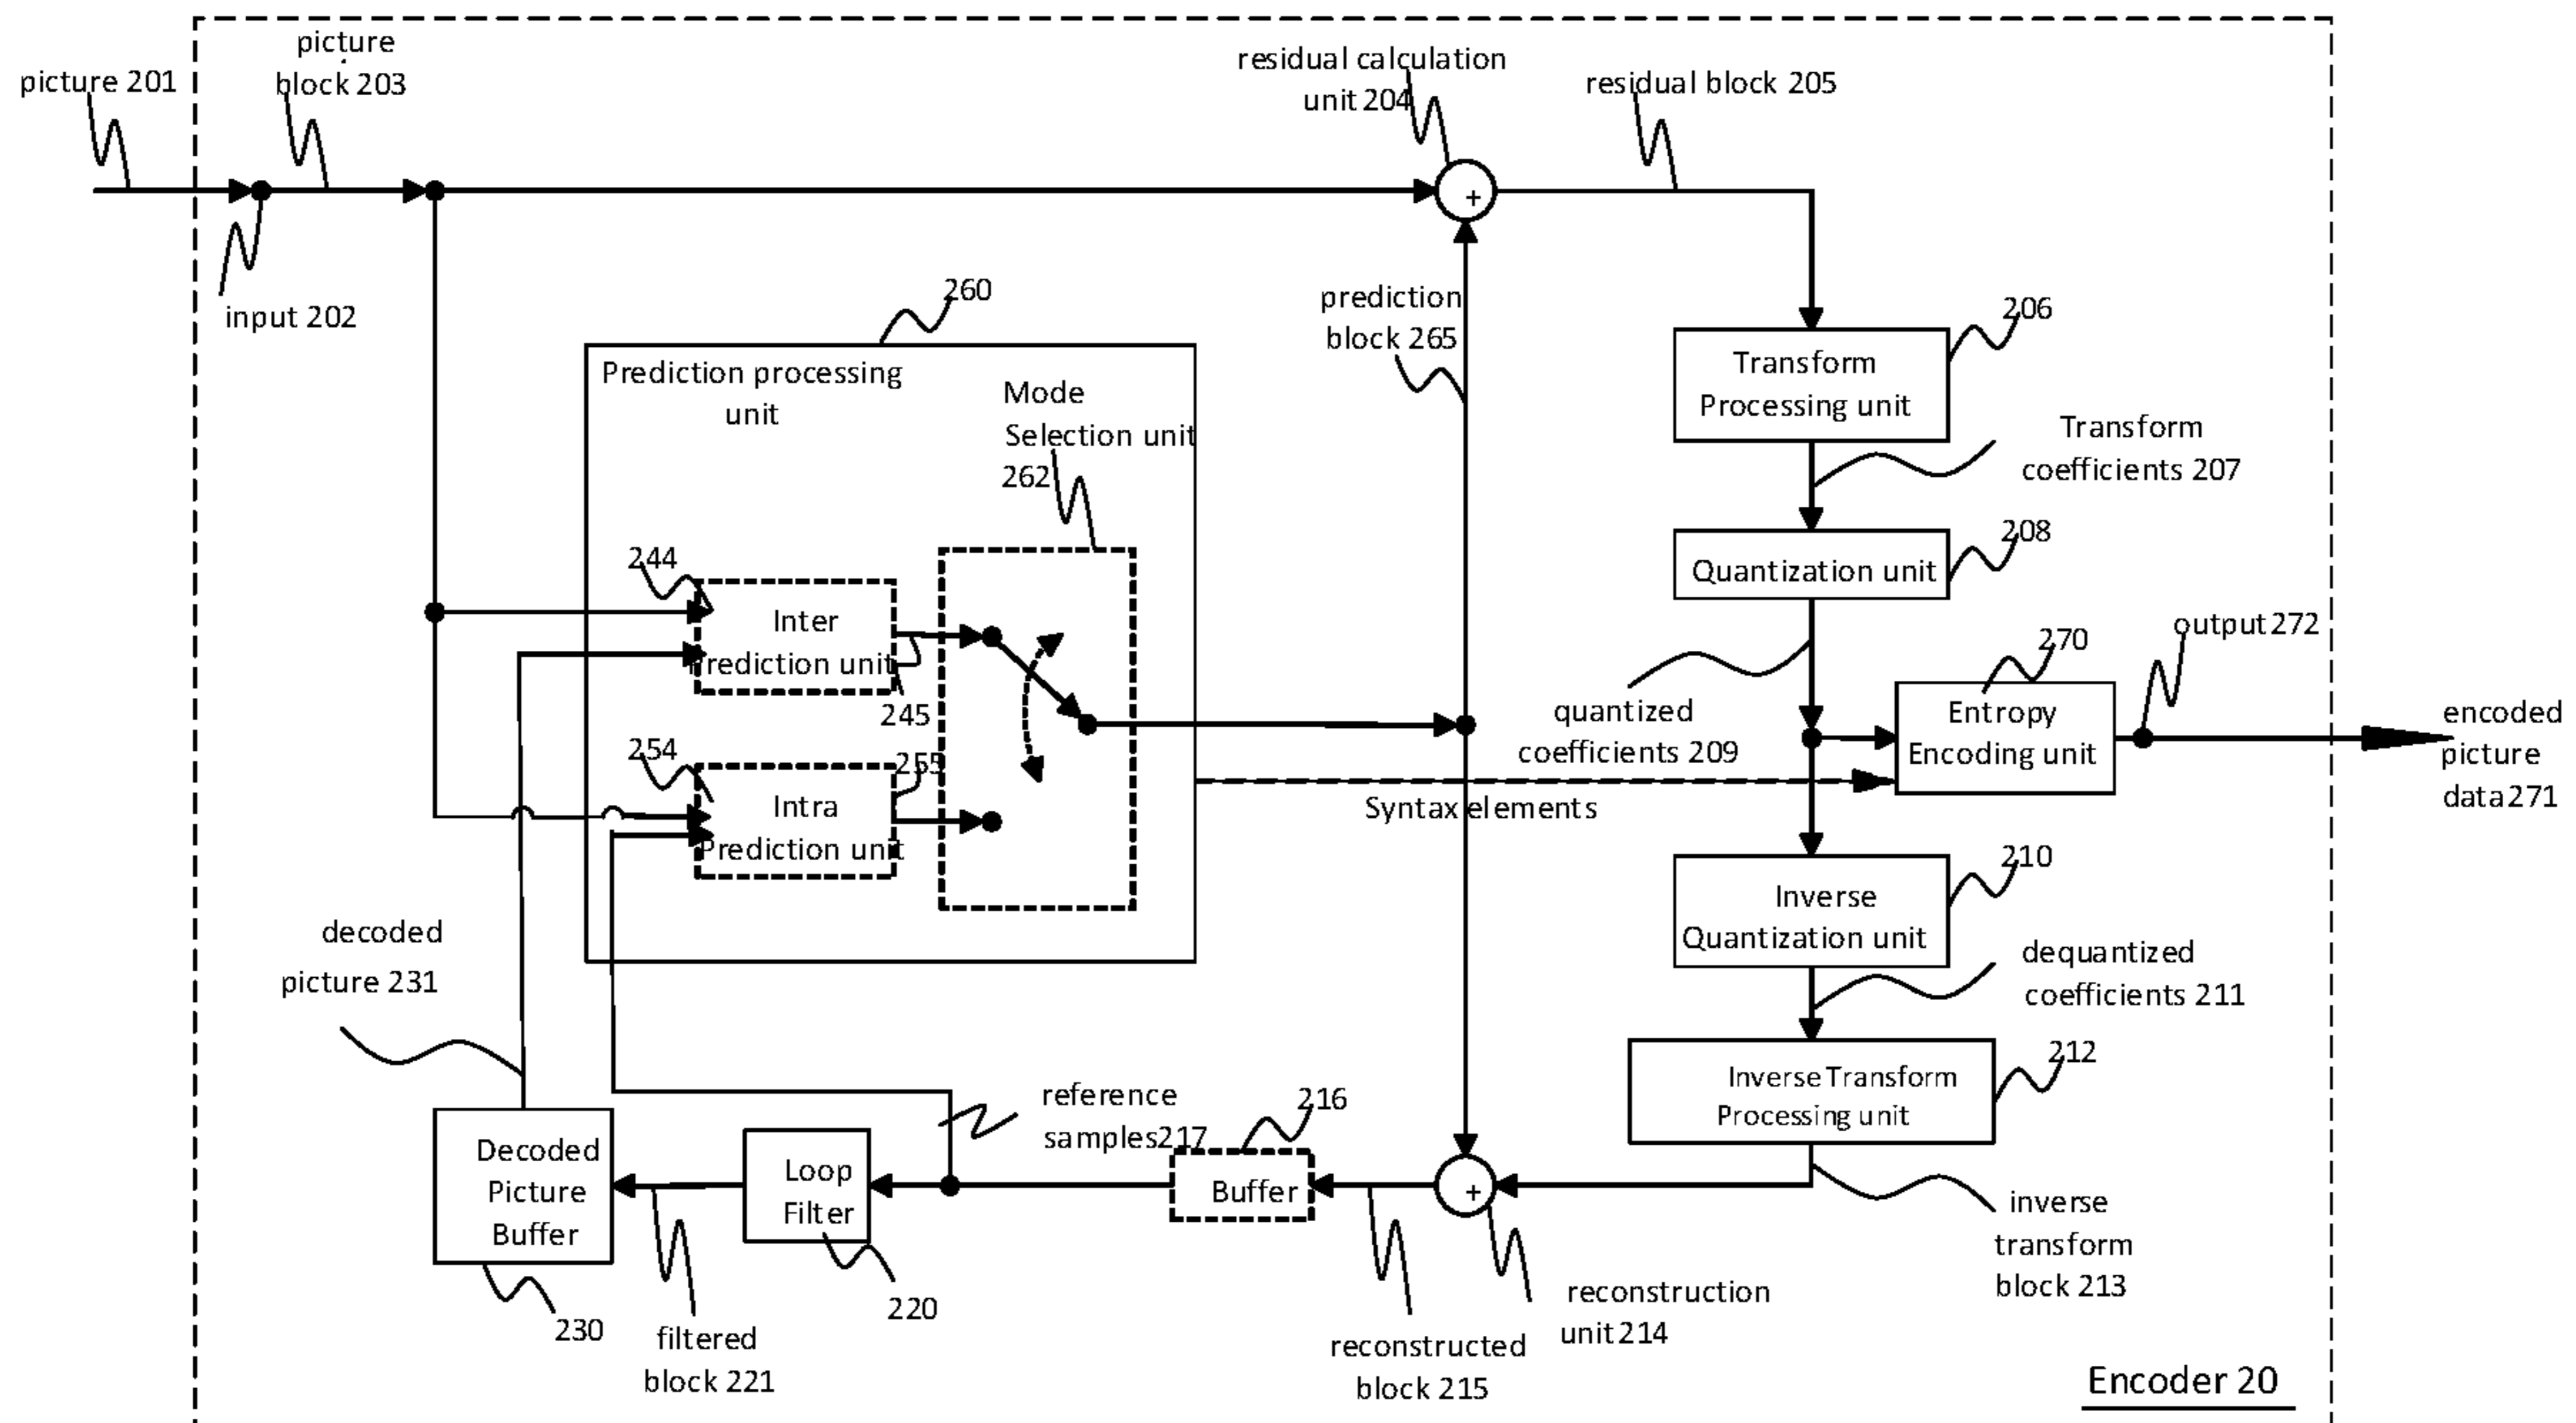 picture 201
picture
block 203
input 202
residual calculation
unit 204
residual block 205
+
prediction
block 265
260
Prediction processing
unit
Mode
Selection unit
262
244
Inter
Prediction unit
245
254
255
Intra
Prediction unit
206
Transform
Processing unit
Transform
coefficients 207
208
Quantization unit
quantized
coefficients 209
270
Entropy
Encoding unit
output 272
encoded
picture
data 271
Syntax elements
210
Inverse
Quantization unit
dequantized
coefficients 211
212
Inverse Transform
Processing unit
inverse
transform
block 213
decoded
picture 231
reference
samples 217
216
Buffer
+
reconstruction
unit 214
reconstructed
block 215
Loop
Filter
220
filtered
block 221
Decoded
Picture
Buffer
230
Encoder 20